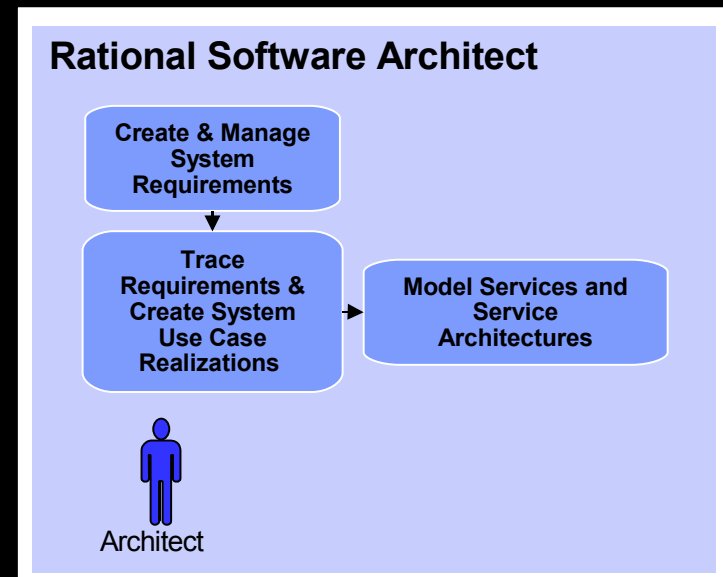 Rational Software Architect
Create & Manage
System
Requirements
Trace
Requirements &
Create System
Use Case
Realizations
Model Services and
Service
Architectures
Architect